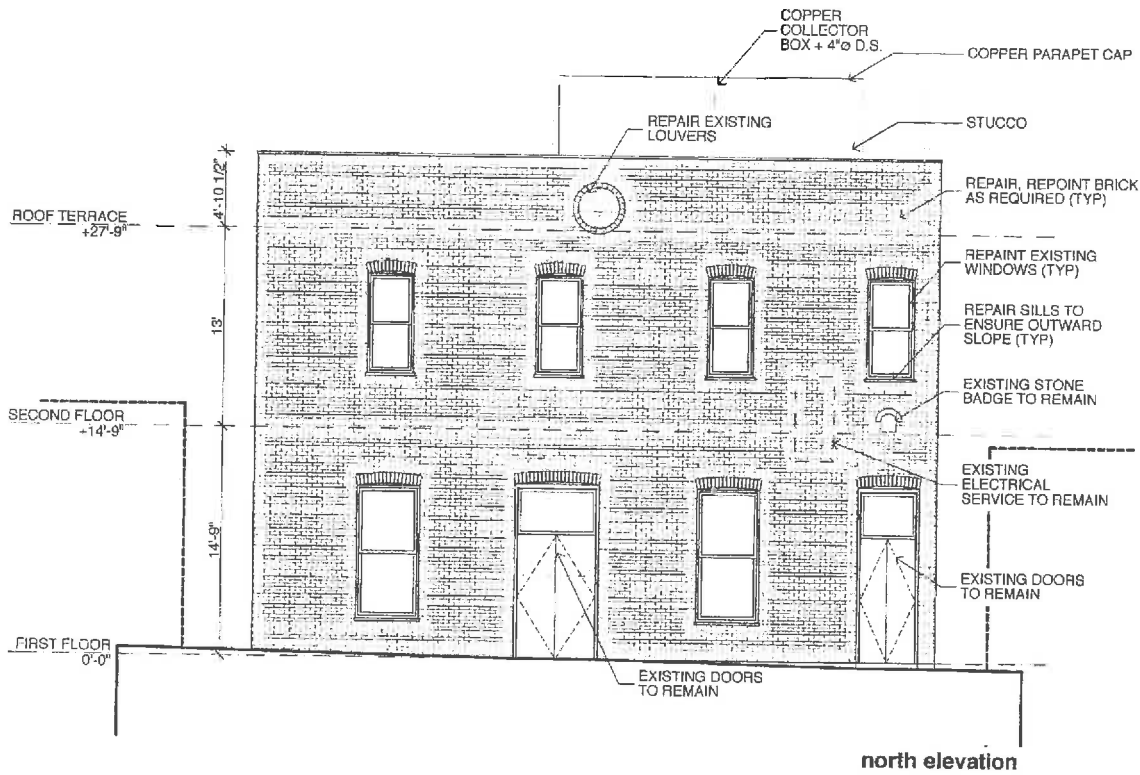 COPPER
COLLECTOR
BOX + 4"ø D.S.
COPPER PARAPET CAP
REPAIR EXISTING
LOUVERS
STUCCO
4' 10 1/2"
REPAIR, REPOINT BRICK
AS REQUIRED (TYP)
ROOF TERRACE
+27'-9"
REPAINT EXISTING
WINDOWS (TYP)
13'
REPAIR SILLS TO
ENSURE OUTWARD
SLOPE (TYP)
EXISTING STONE
BADGE TO REMAIN
SECOND FLOOR
+14'-9"
EXISTING
ELECTRICAL
SERVICE TO REMAIN
14'-9"
EXISTING DOORS
TO REMAIN
FIRST FLOOR
0'-0"
EXISTING DOORS
TO REMAIN
north elevation